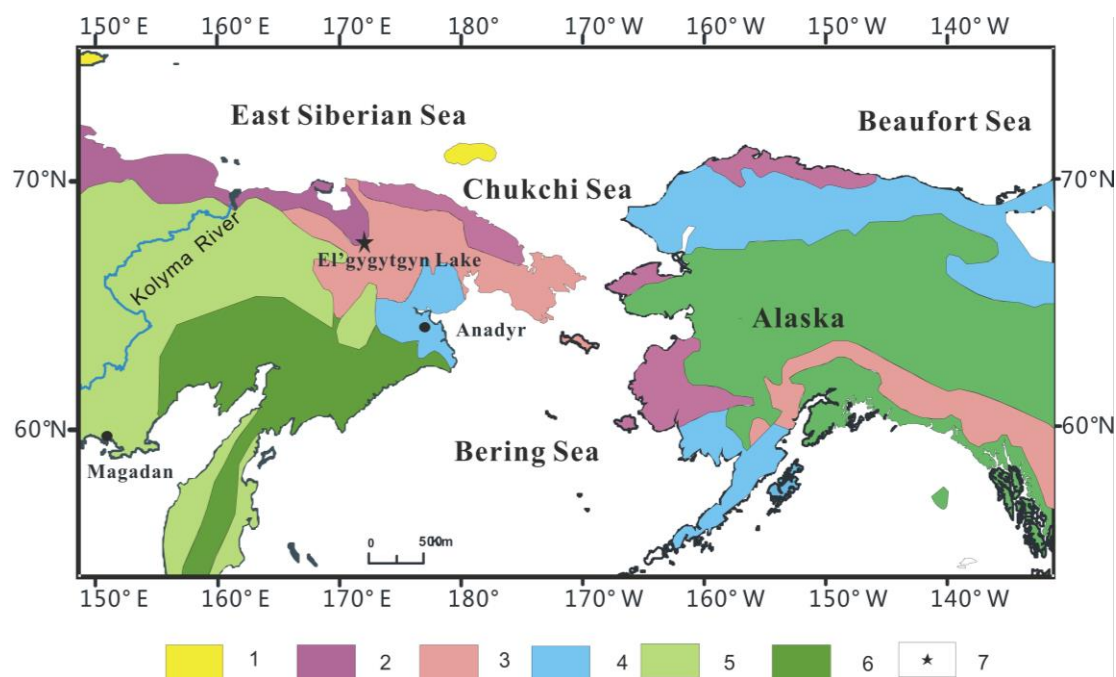 150° E 160° E 170° E 180° 170° W 160° W 150° W 140° W
East Siberian Sea
Beaufort Sea
70°N
70°N
Chukchi Sea
Kolyma River
El'gygytgyn Lake
Anadyr
Alaska
60°N
60°N
Bering Sea
Magadan
0
150° E 160° E 170° E 180° 170° W 160° W 150° W 140° W
1 2 3 4 5 6 7